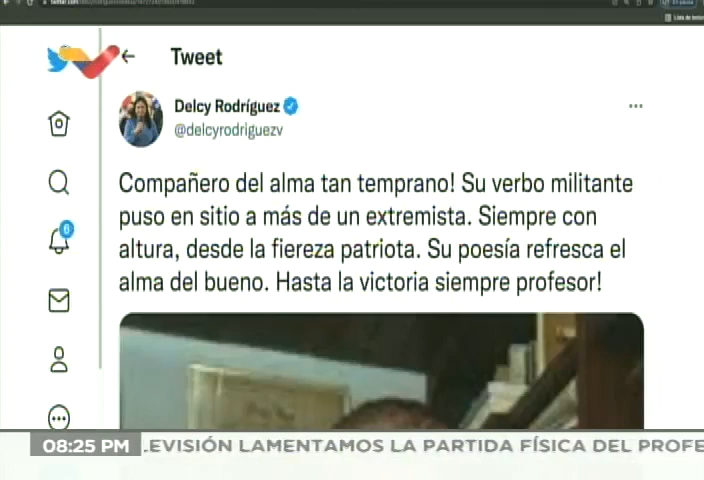 Tweet
Delcy Rodríguez
@delcyrodriguezv
Compañero del alma tan temprano! Su verbo militante
puso en sitio a más de un extremista. Siempre con
altura, desde la fiereza patriota. Su poesía refresca el
alma del bueno. Hasta la victoria siempre profesor!
6
08:25 PM .EVISIÓN LAMENTAMOS LA PARTIDA FÍSICA DEL PROFE